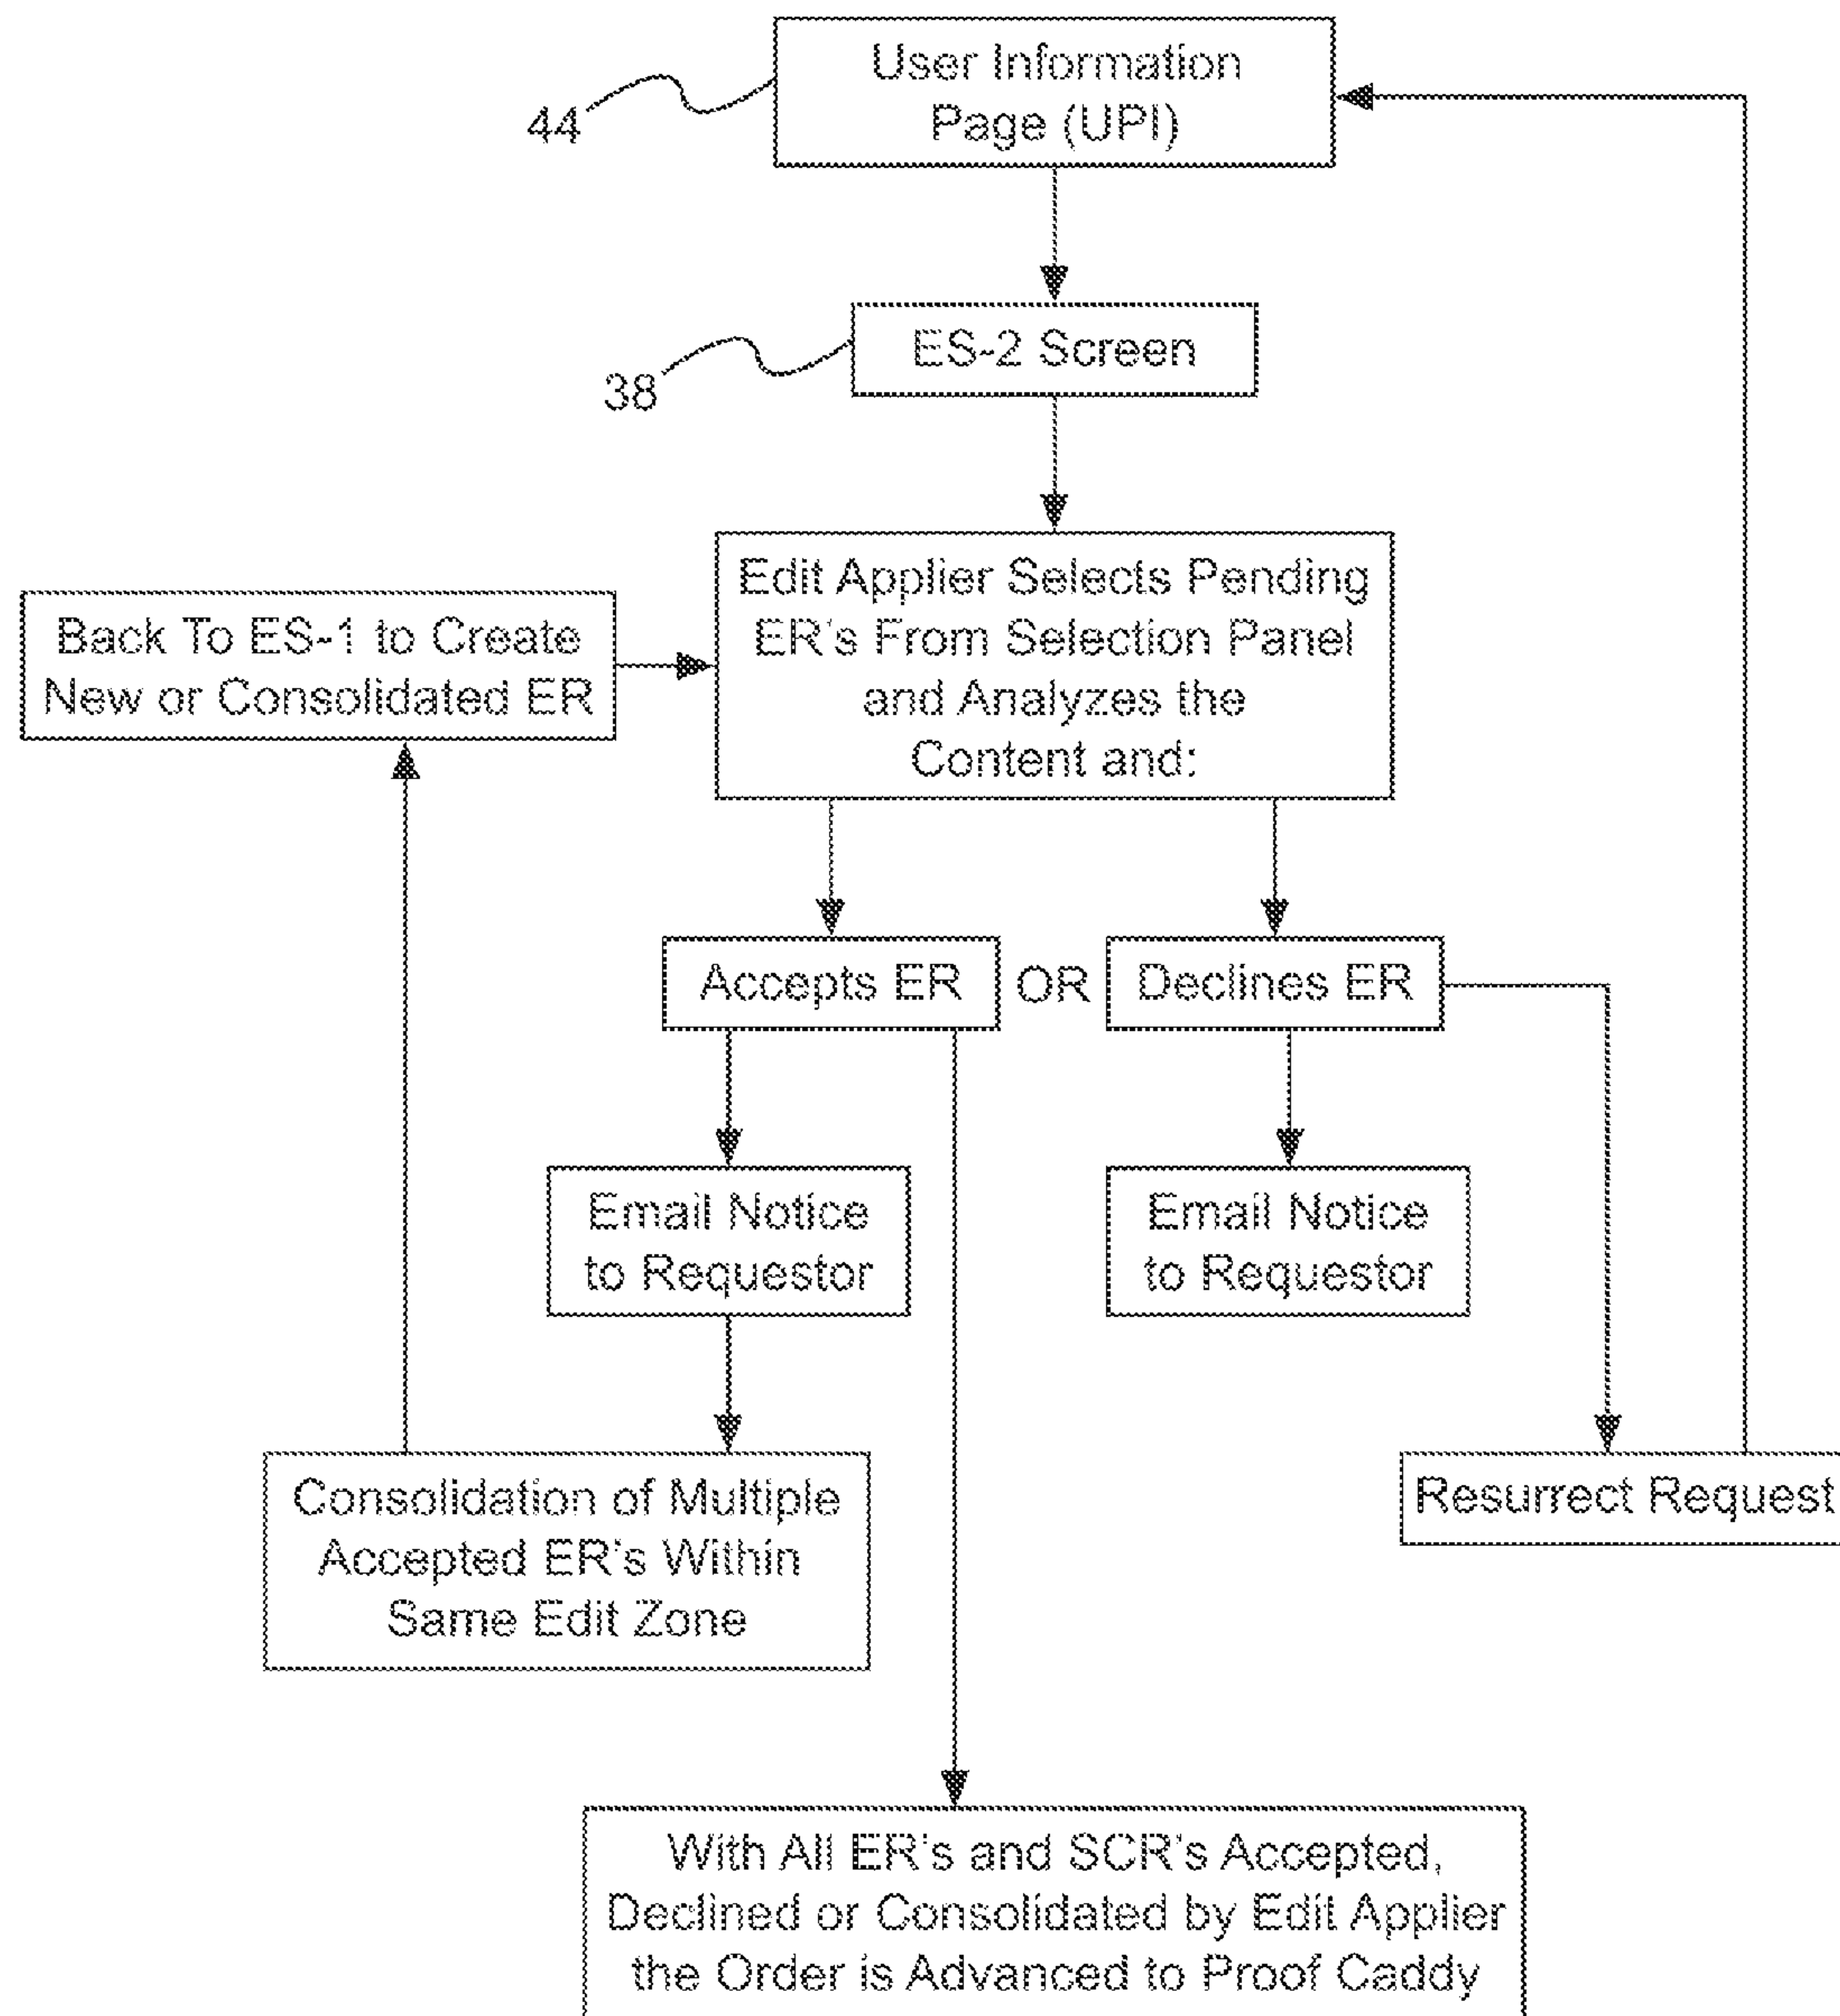 User Information
Page (UPI)
44
ES-2 Screen
38
Edit Applier Selects Pending
ER's From Selection Panel
and Analyzes the
Content and:
Back To ES-1 to Create
New or Consolidated ER
Accepts ER
OR
Declines ER
Email Notice
to Requestor
Email Notice
to Requestor
Consolidation of Multiple
Accepted ER's Within
Same Edit Zone
Resurrect Request
With All ER's and SCR's Accepted,
Declined or Consolidated by Edit Applier
the Order is Advanced to Proof Caddy